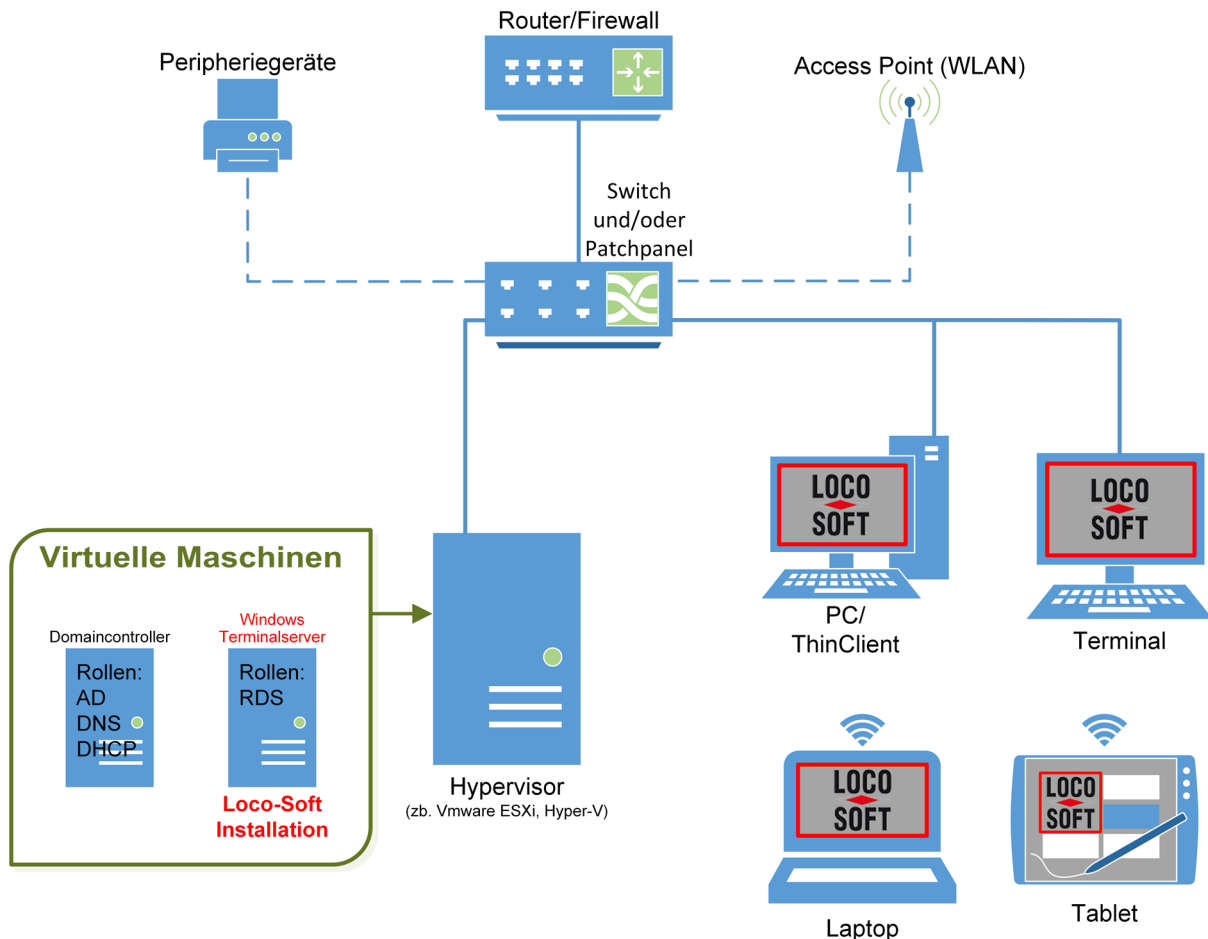 Router/Firewall
Peripheriegeräte
Access Point (WLAN)
Switch
und/oder
Patchpanel
LOCO
SOFT
LOCO
SOFT
PC/
ThinClient
Terminal
Virtuelle Maschinen
Domaincontroller
Rollen:
AD
DNS
DHCP
Windows
Terminalserver
Rollen:
RDS
Loco-Soft
Installation
Hypervisor
(zb. Vmware ESXi, Hyper-V)
LOCO
SOFT
LOCO
SOFT
Laptop
Tablet